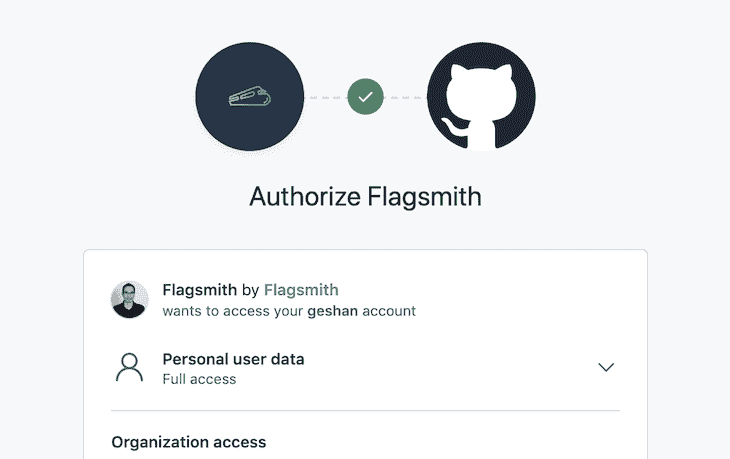 Authorize Flagsmith
Flagsmith by Flagsmith
wants to access your geshan account
Personal user data
Full access
Organization access